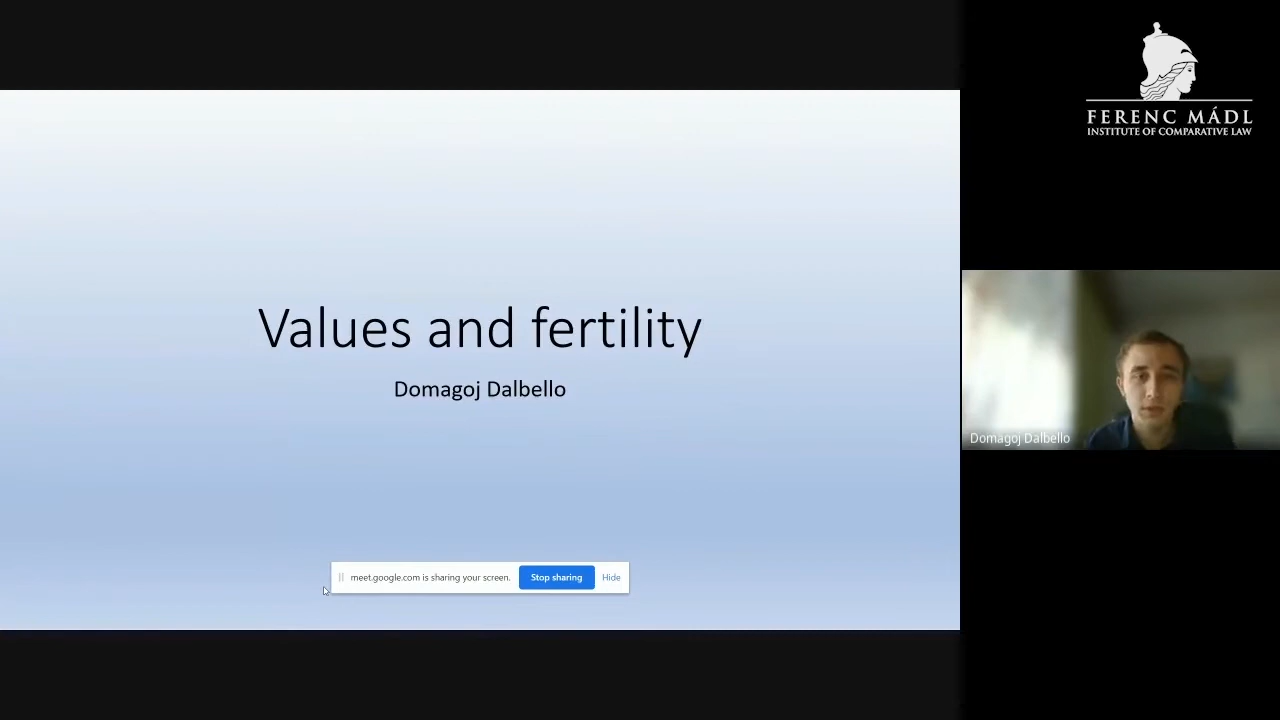 FERENC MÁDL
INSTITUTE OF COMPARATIVE LAW
Values and fertility
Domagoj Dalbello
Domagoj Dalbello
meet.google.com is sharing your screen.
Stop sharing
Hide